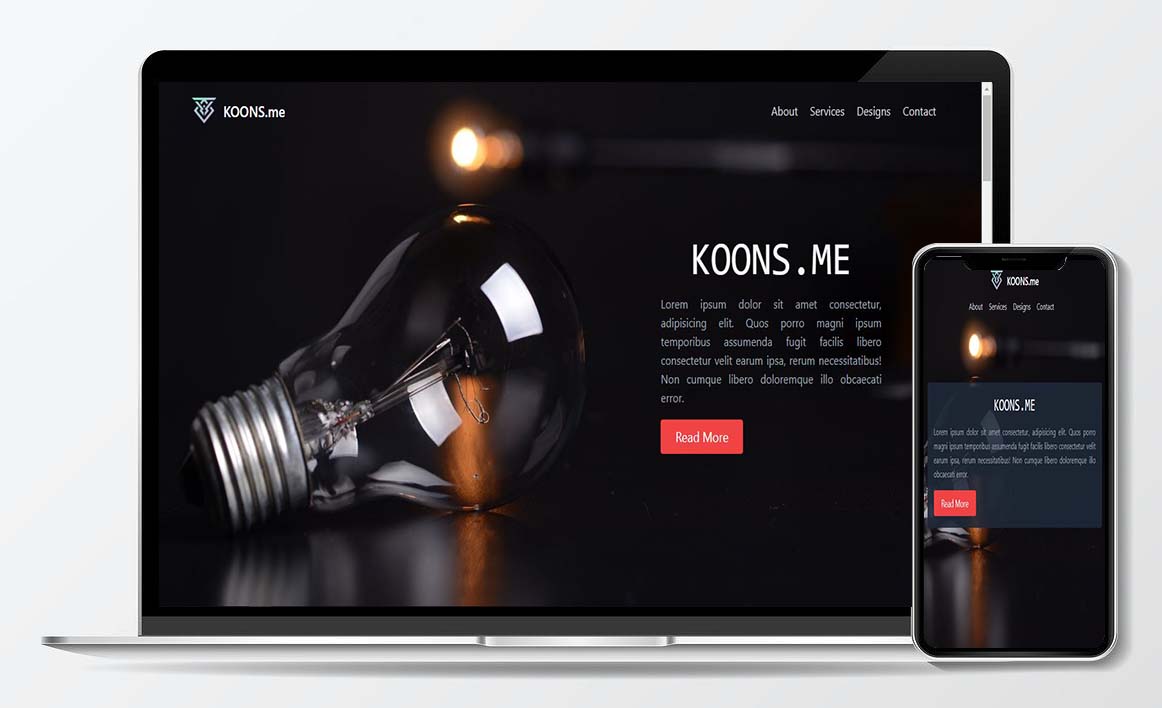 KOONS.me
About Services Designs Contact
KOONS.ME
Lorem ipsum dolor sit amet consectetur,
adipisicing elit. Quos porro magni ipsum
temporibus assumenda fugit facilis libero
consectetur velit earum ipsa, rerum necessitatibus!
Non cumque libero doloremque illo obcaecati
error.
Read More
KOONS.me
About Services Designs Contact
KOONS.ME
Lorem ipsum dolor sit amet consectetur, adipisicing elit. Quos porro
magni ipsum temporibus assumenda fugit facilis libero consectetur velit
earum ipsa, rerum necessitatibus! Non cumque libero doloremque illo
obcaecati error.
Read More